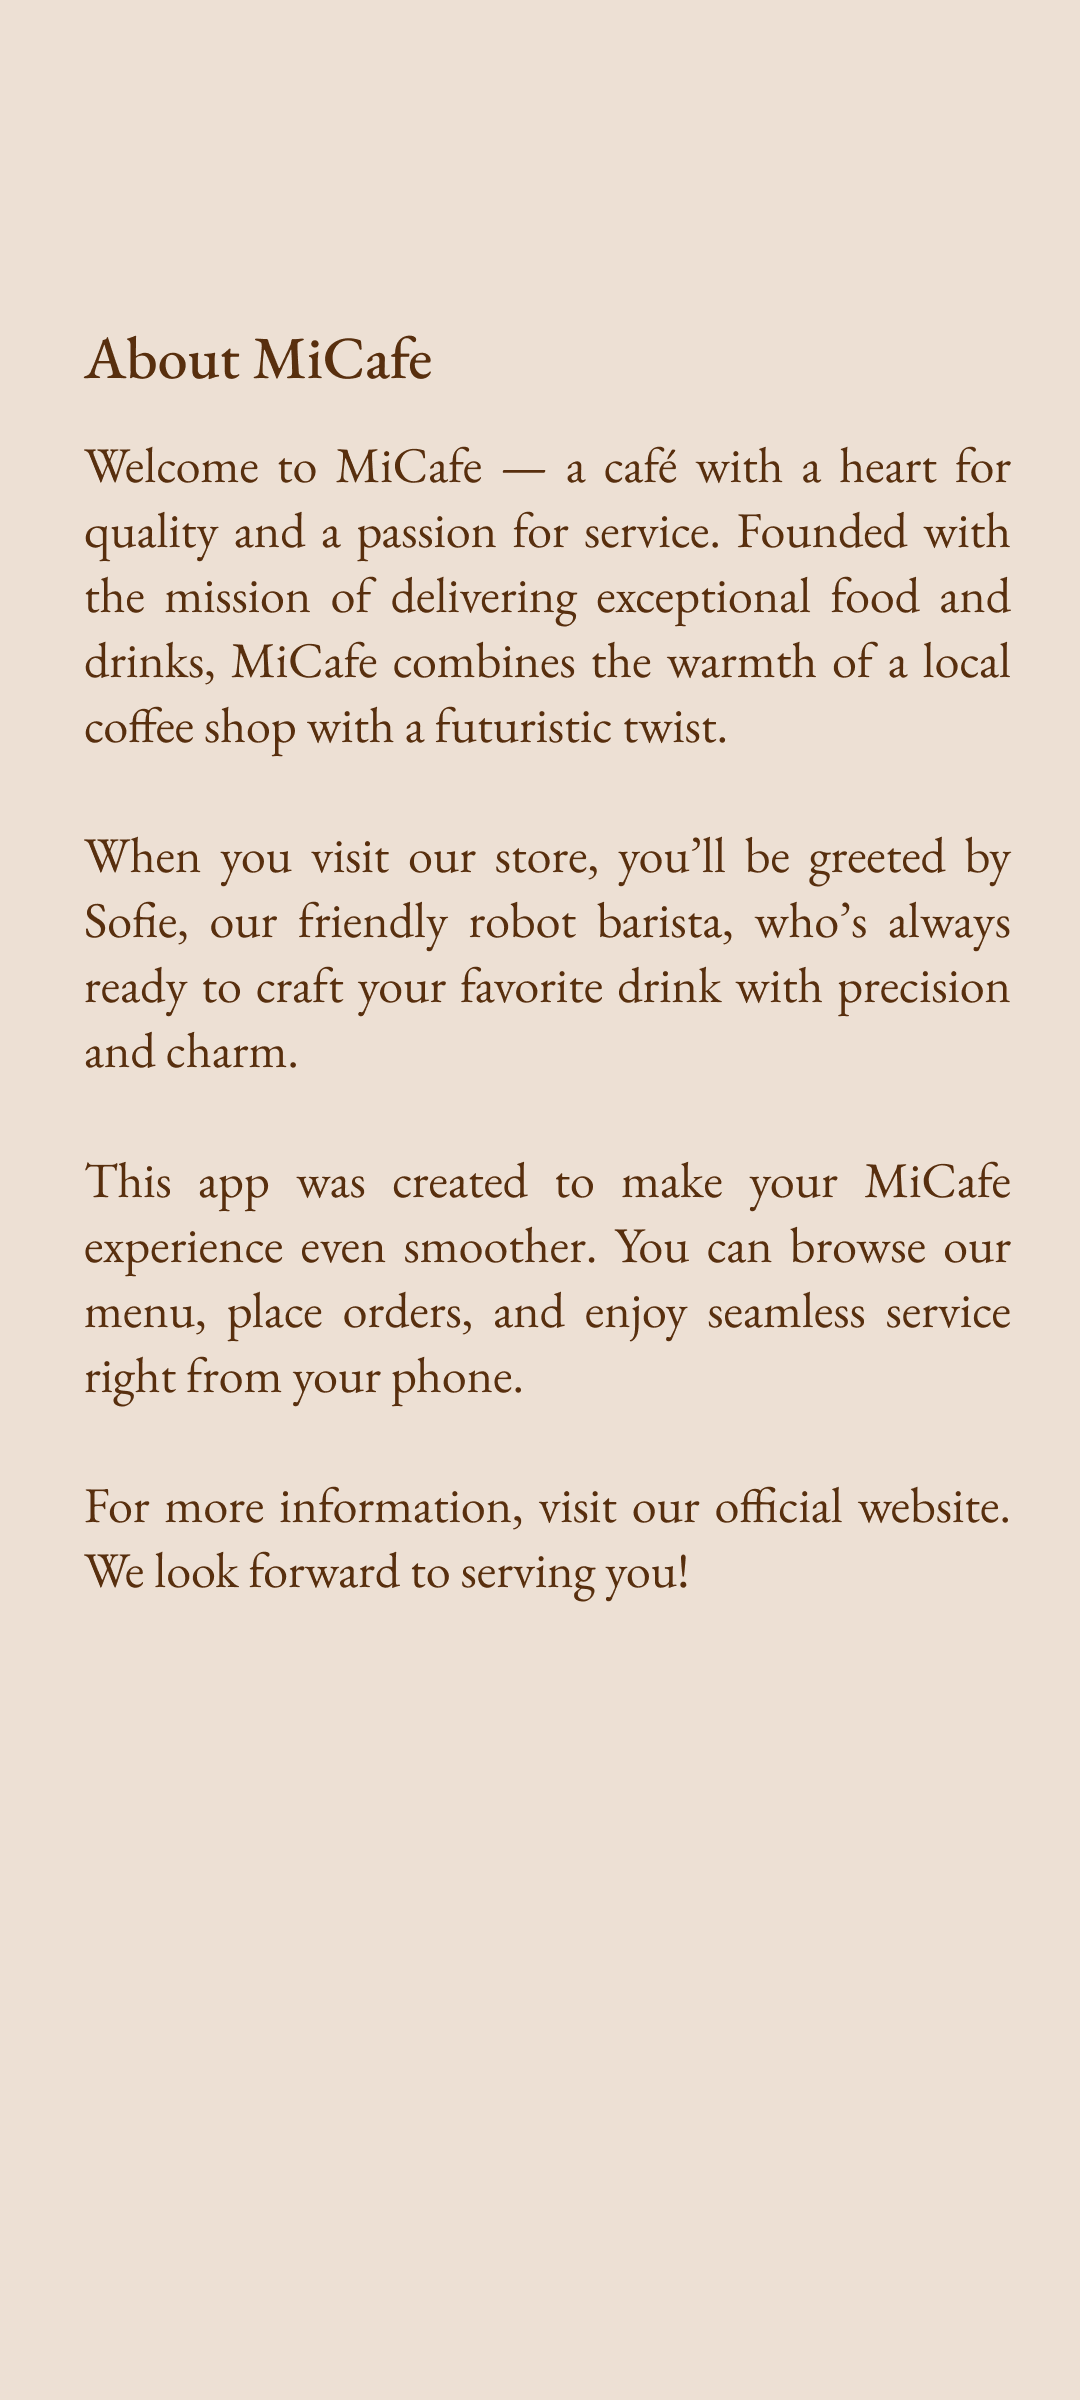 About MiCafe
Welcome to MiCafe — a café with a heart for
quality and a passion for service. Founded with
the mission of delivering exceptional food and
drinks, MiCafe combines the warmth of a local
coffee shop with a futuristic twist.
When you visit our store, you’ll be greeted by
Sofie, our friendly robot barista, who’s always
ready to craft your favorite drink with precision
and charm.
This app was created to make your MiCafe
experience even smoother. You can browse our
menu, place orders, and enjoy seamless service
right from your phone.
For more information, visit our official website.
We look forward to serving you!